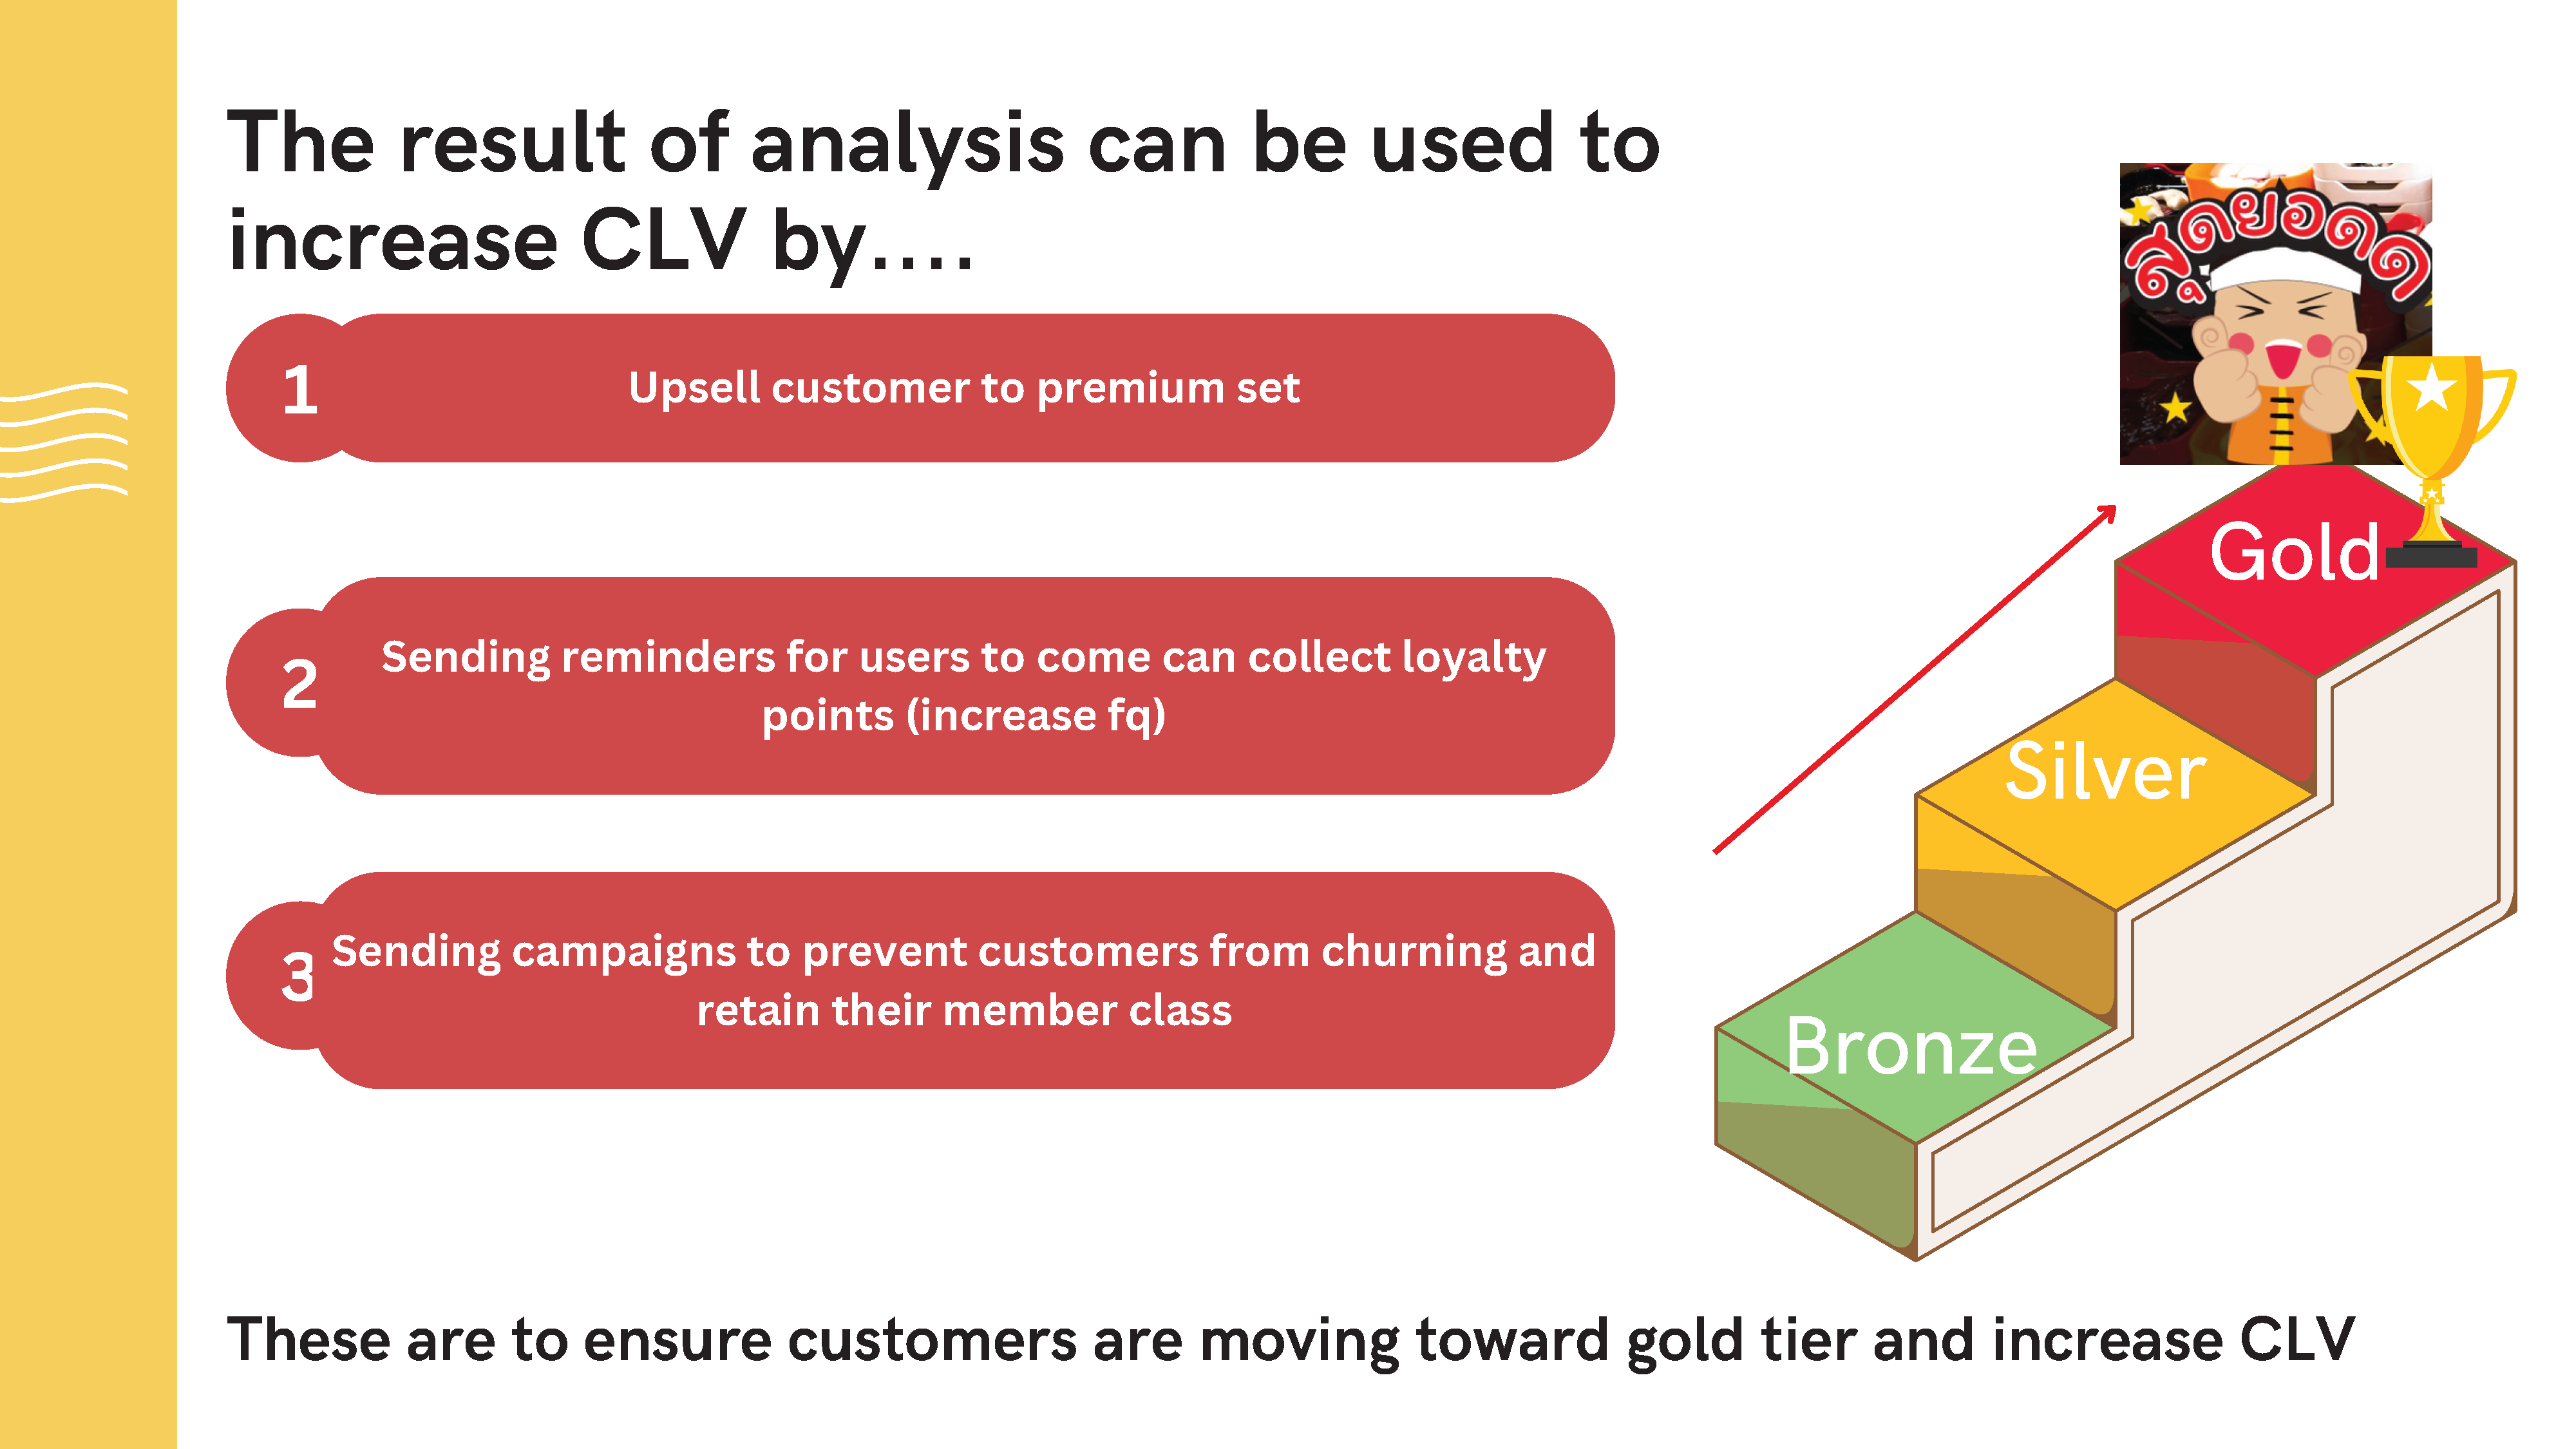 The result of analysis can be used to
increase CLV by....
1
Upsell customer to premium set
2
Sending reminders for users to come can collect loyalty
points (increase fq)
3
Sending campaigns to prevent customers from churning and
retain their member class
สุดยอดด
Gold
Silver
Bronze
These are to ensure customers are moving toward gold tier and increase CLV